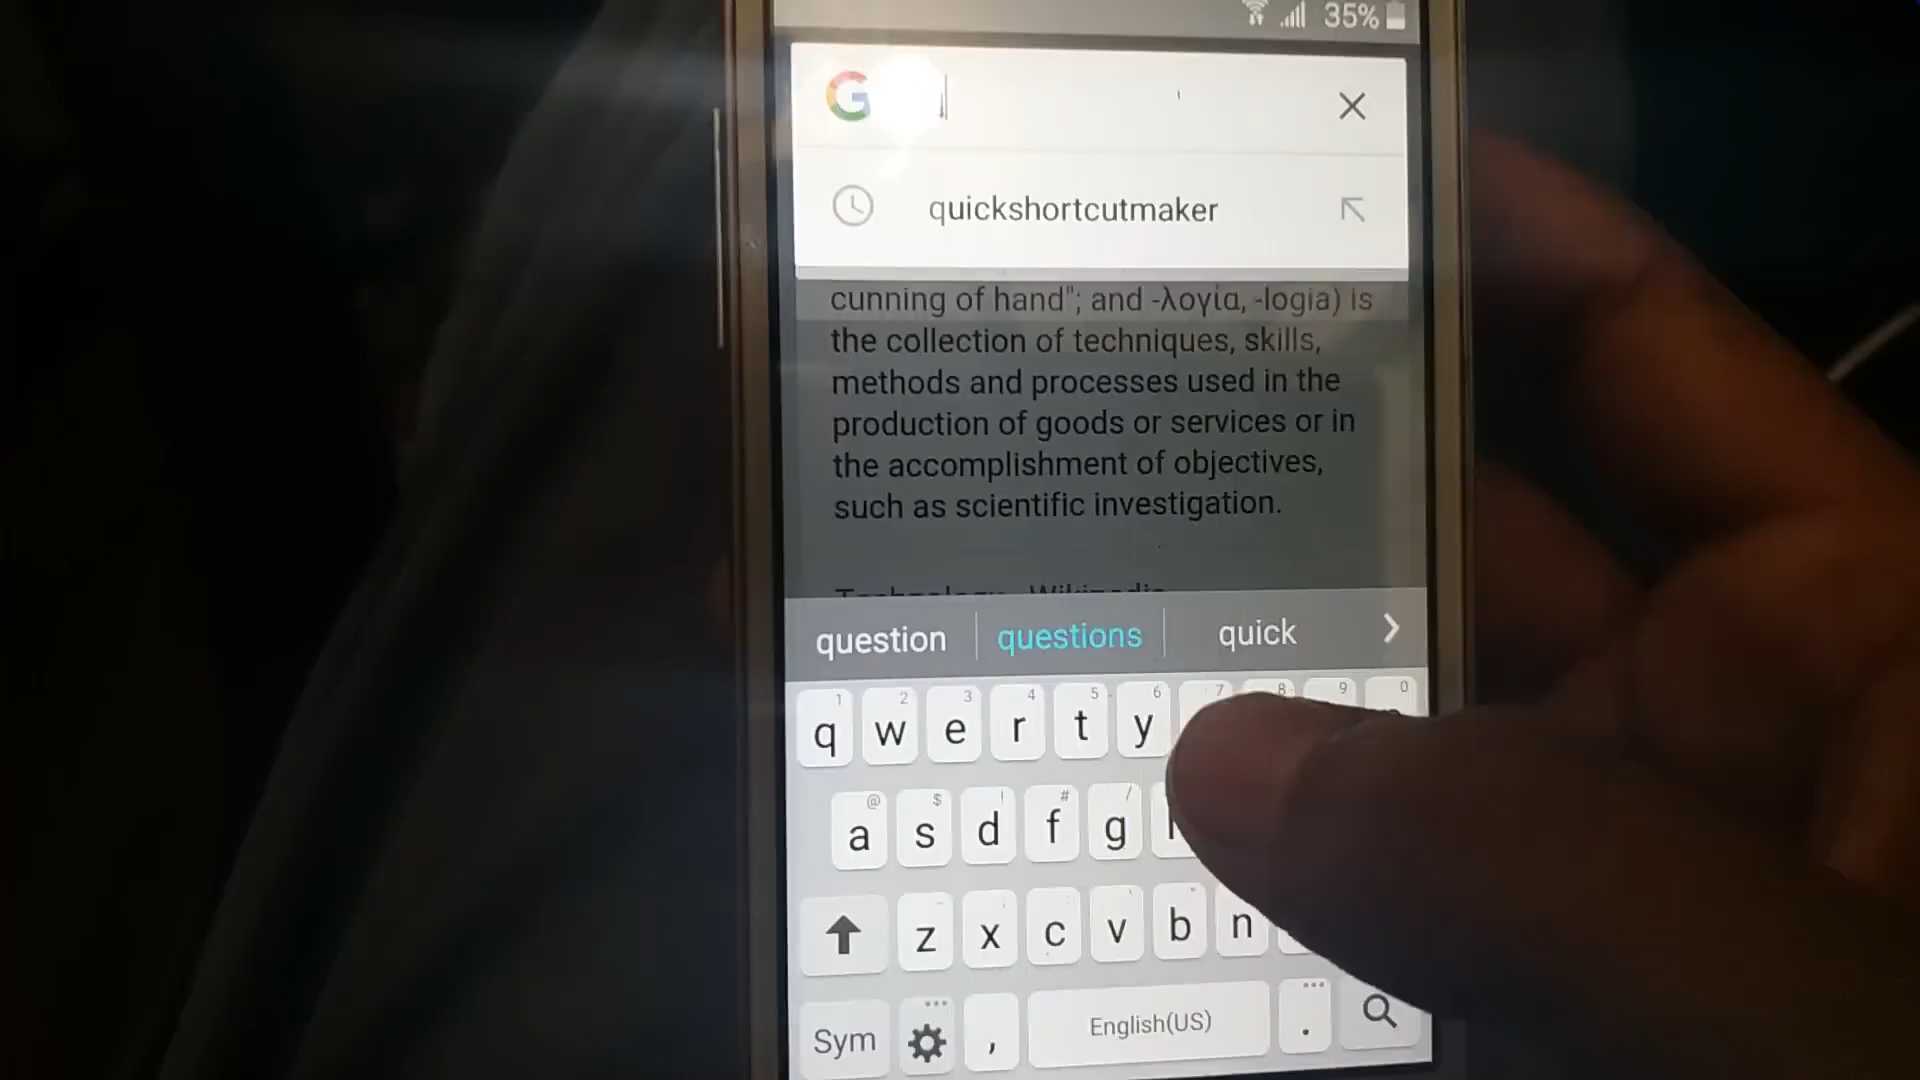 35%
G
quickshortcutmaker
cunning of hand"; and -λογία, -logia) is
the collection of techniques, skills,
methods and processes used in the
production of goods or services or in
the accomplishment of objectives,
such as scientific investigation.
question questions quick
1 2 3 4 5 6 7 8 9 0
q w e r t y
@ $ ! # /
a s d f g
z x c v b n
Sym , English(US) .